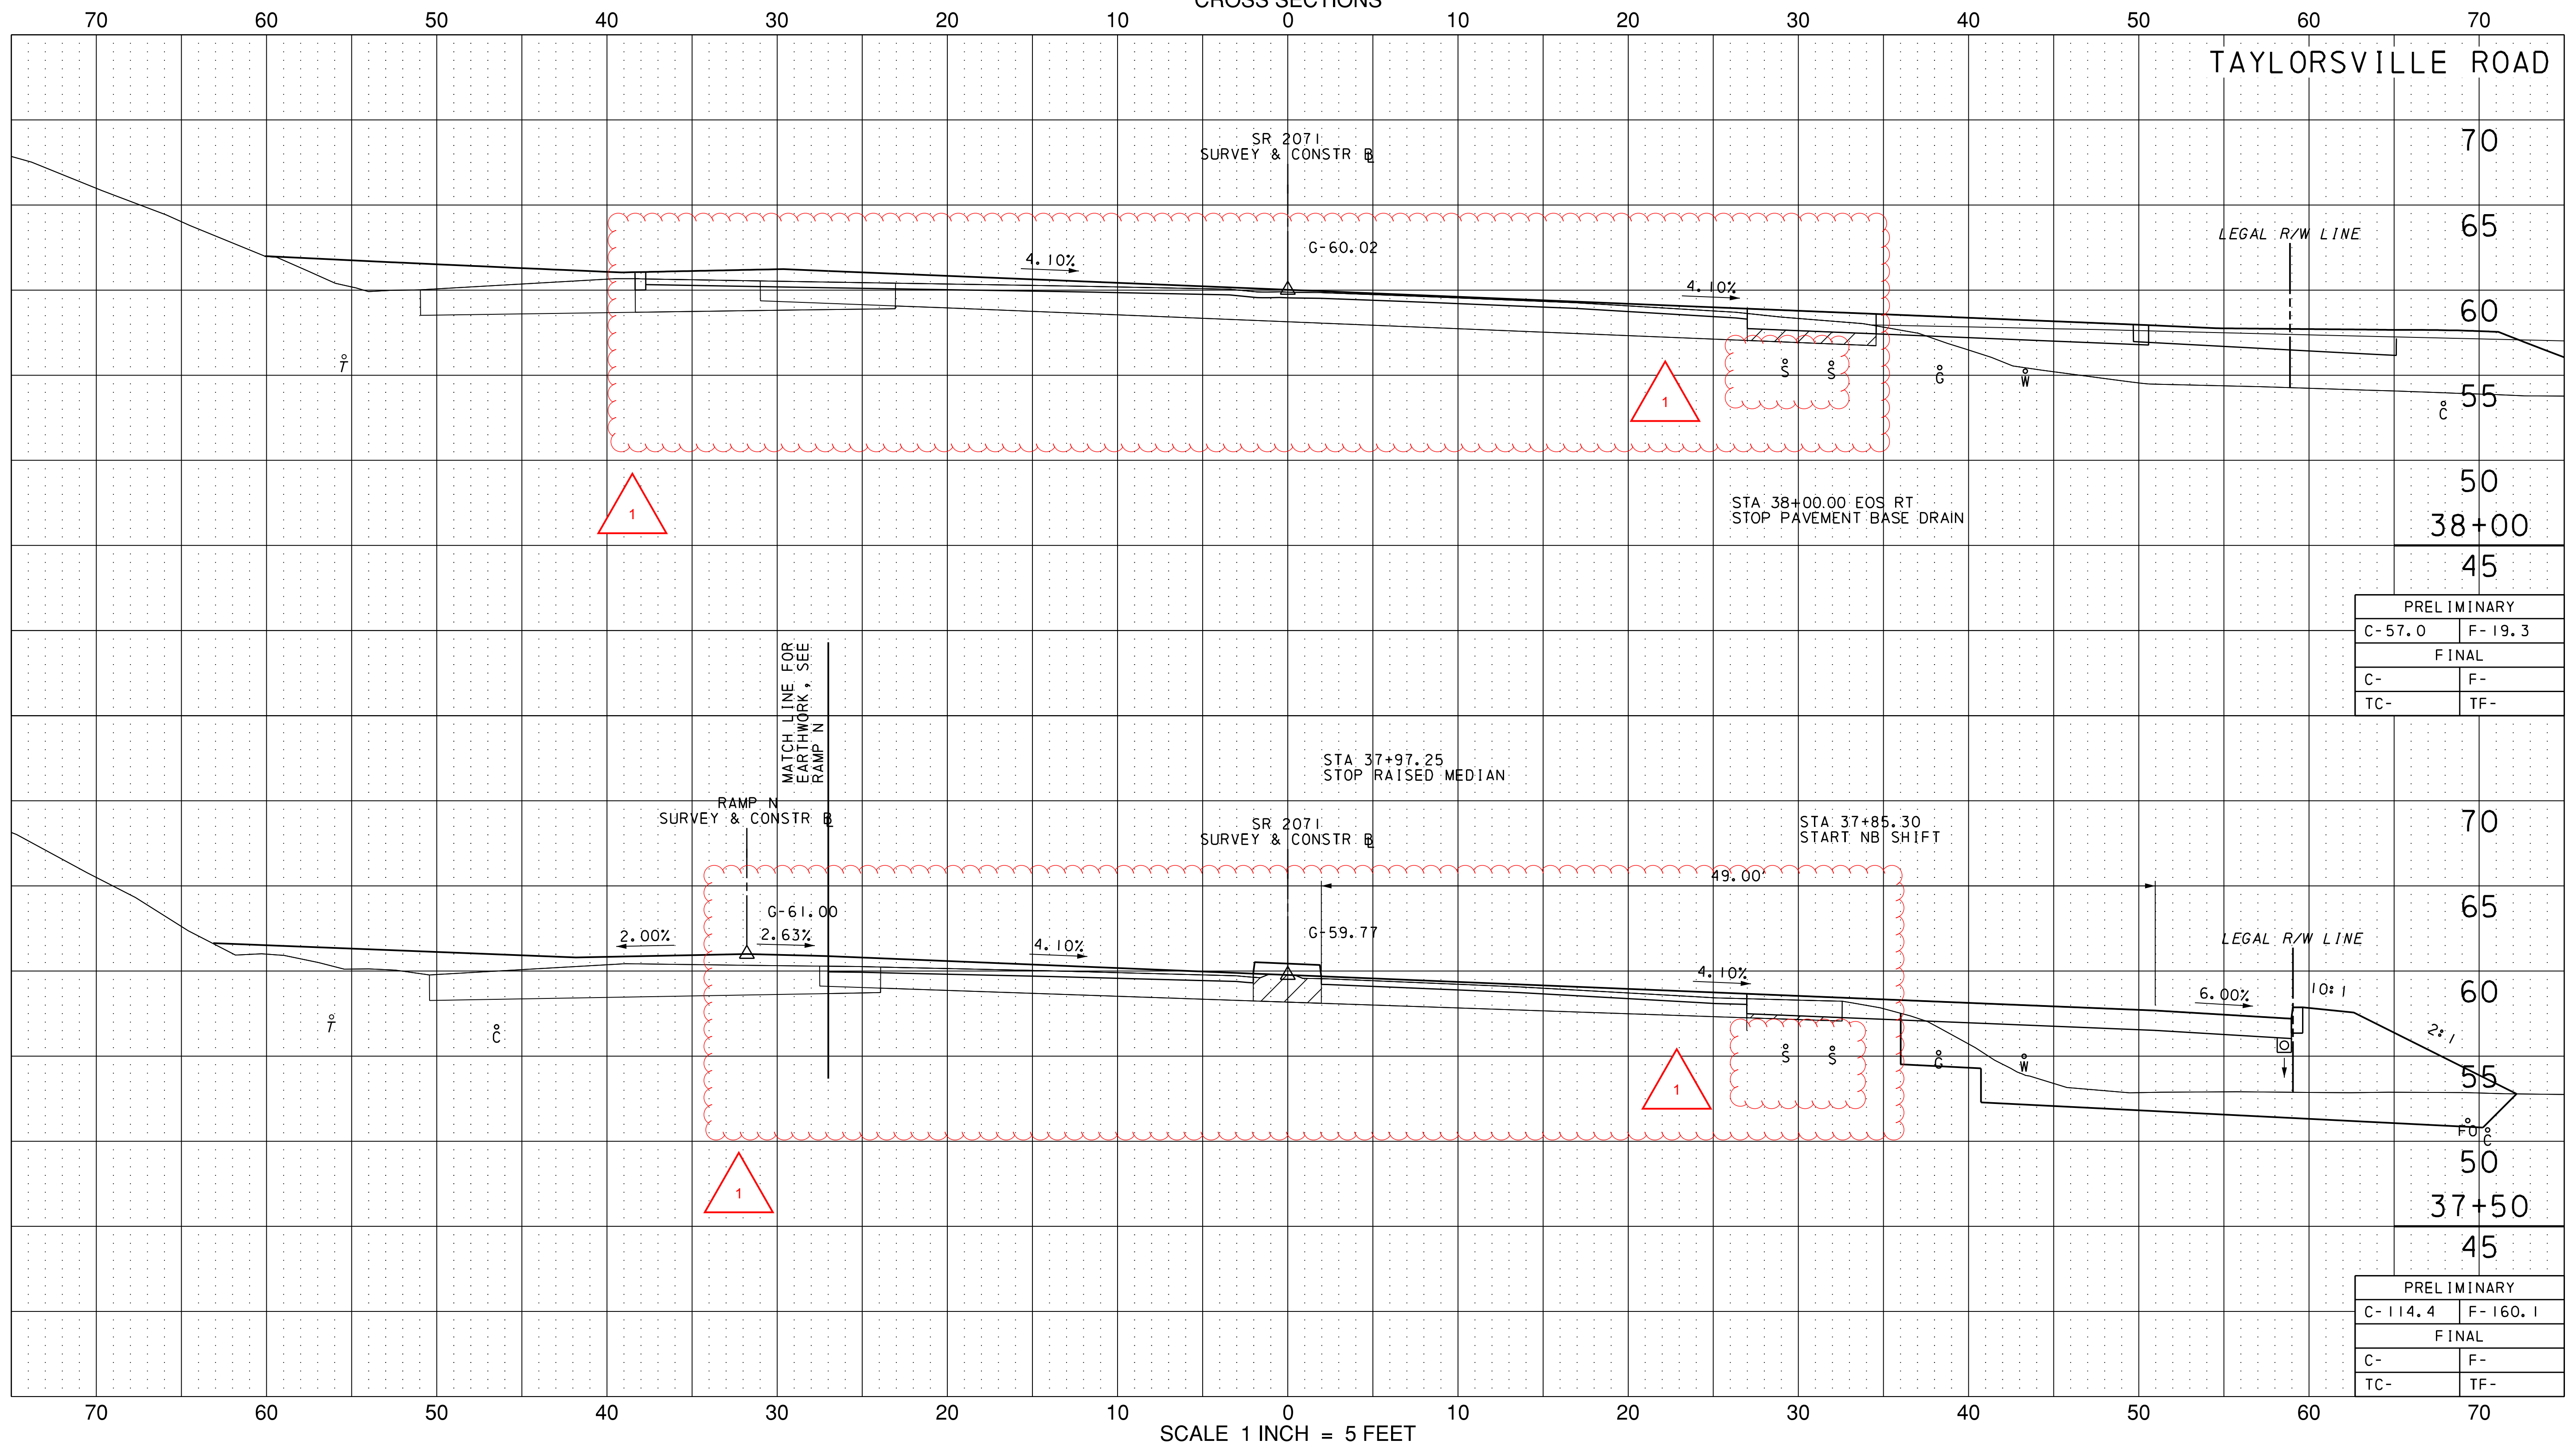 CROSS SECTIONS
70 60 50 40 30 20 10 0 10 20 30 40 50 60 70
TAYLORSVILLE ROAD
SR 2071
SURVEY & CONSTR BL
70
65
LEGAL R/W LINE
G-60.02
4.10%
4.10%
60
T
S
S
G
W
C
55
1
1
50
STA 38+00.00 EOS RT
STOP PAVEMENT BASE DRAIN
38+00
45
PRELIMINARY
C-57.0 F-19.3
FINAL
C- F-
TC- TF-
MATCH LINE FOR
EARTHWORK, SEE
RAMP N
STA 37+97.25
STOP RAISED MEDIAN
RAMP N
SURVEY & CONSTR BL
SR 2071
SURVEY & CONSTR BL
STA 37+85.30
START NB SHIFT
70
49.00'
65
G-61.00
G-59.77
2.00%
2.63%
4.10%
LEGAL R/W LINE
4.10%
6.00%
10:1
60
2:1
T
C
S
S
G
W
55
1
FO
C
50
1
37+50
45
PRELIMINARY
C-114.4 F-160.1
FINAL
C- F-
TC- TF-
70 60 50 40 30 20 10 0 10 20 30 40 50 60 70
SCALE 1 INCH = 5 FEET